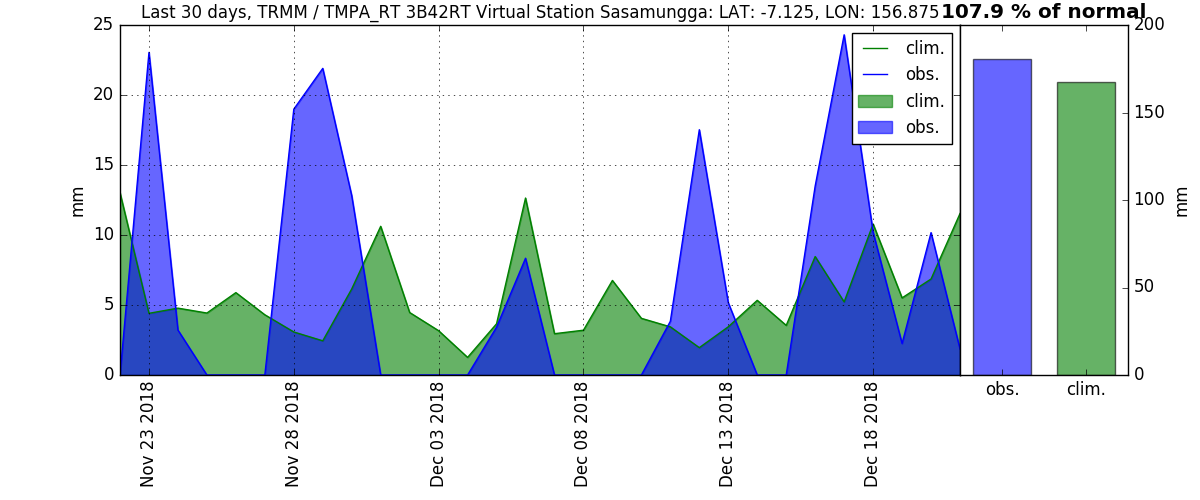 Last 30 days, TRMM / TMPA_RT 3B42RT Virtual Station Sasamungga: LAT: -7.125, LON: 156.875
107.9 % of normal
25
20
15
10
5
0
mm
clim.
obs.
clim.
obs.
Nov 23 2018
Nov 28 2018
Dec 03 2018
Dec 08 2018
Dec 13 2018
Dec 18 2018
200
150
100
50
0
mm
obs.
clim.